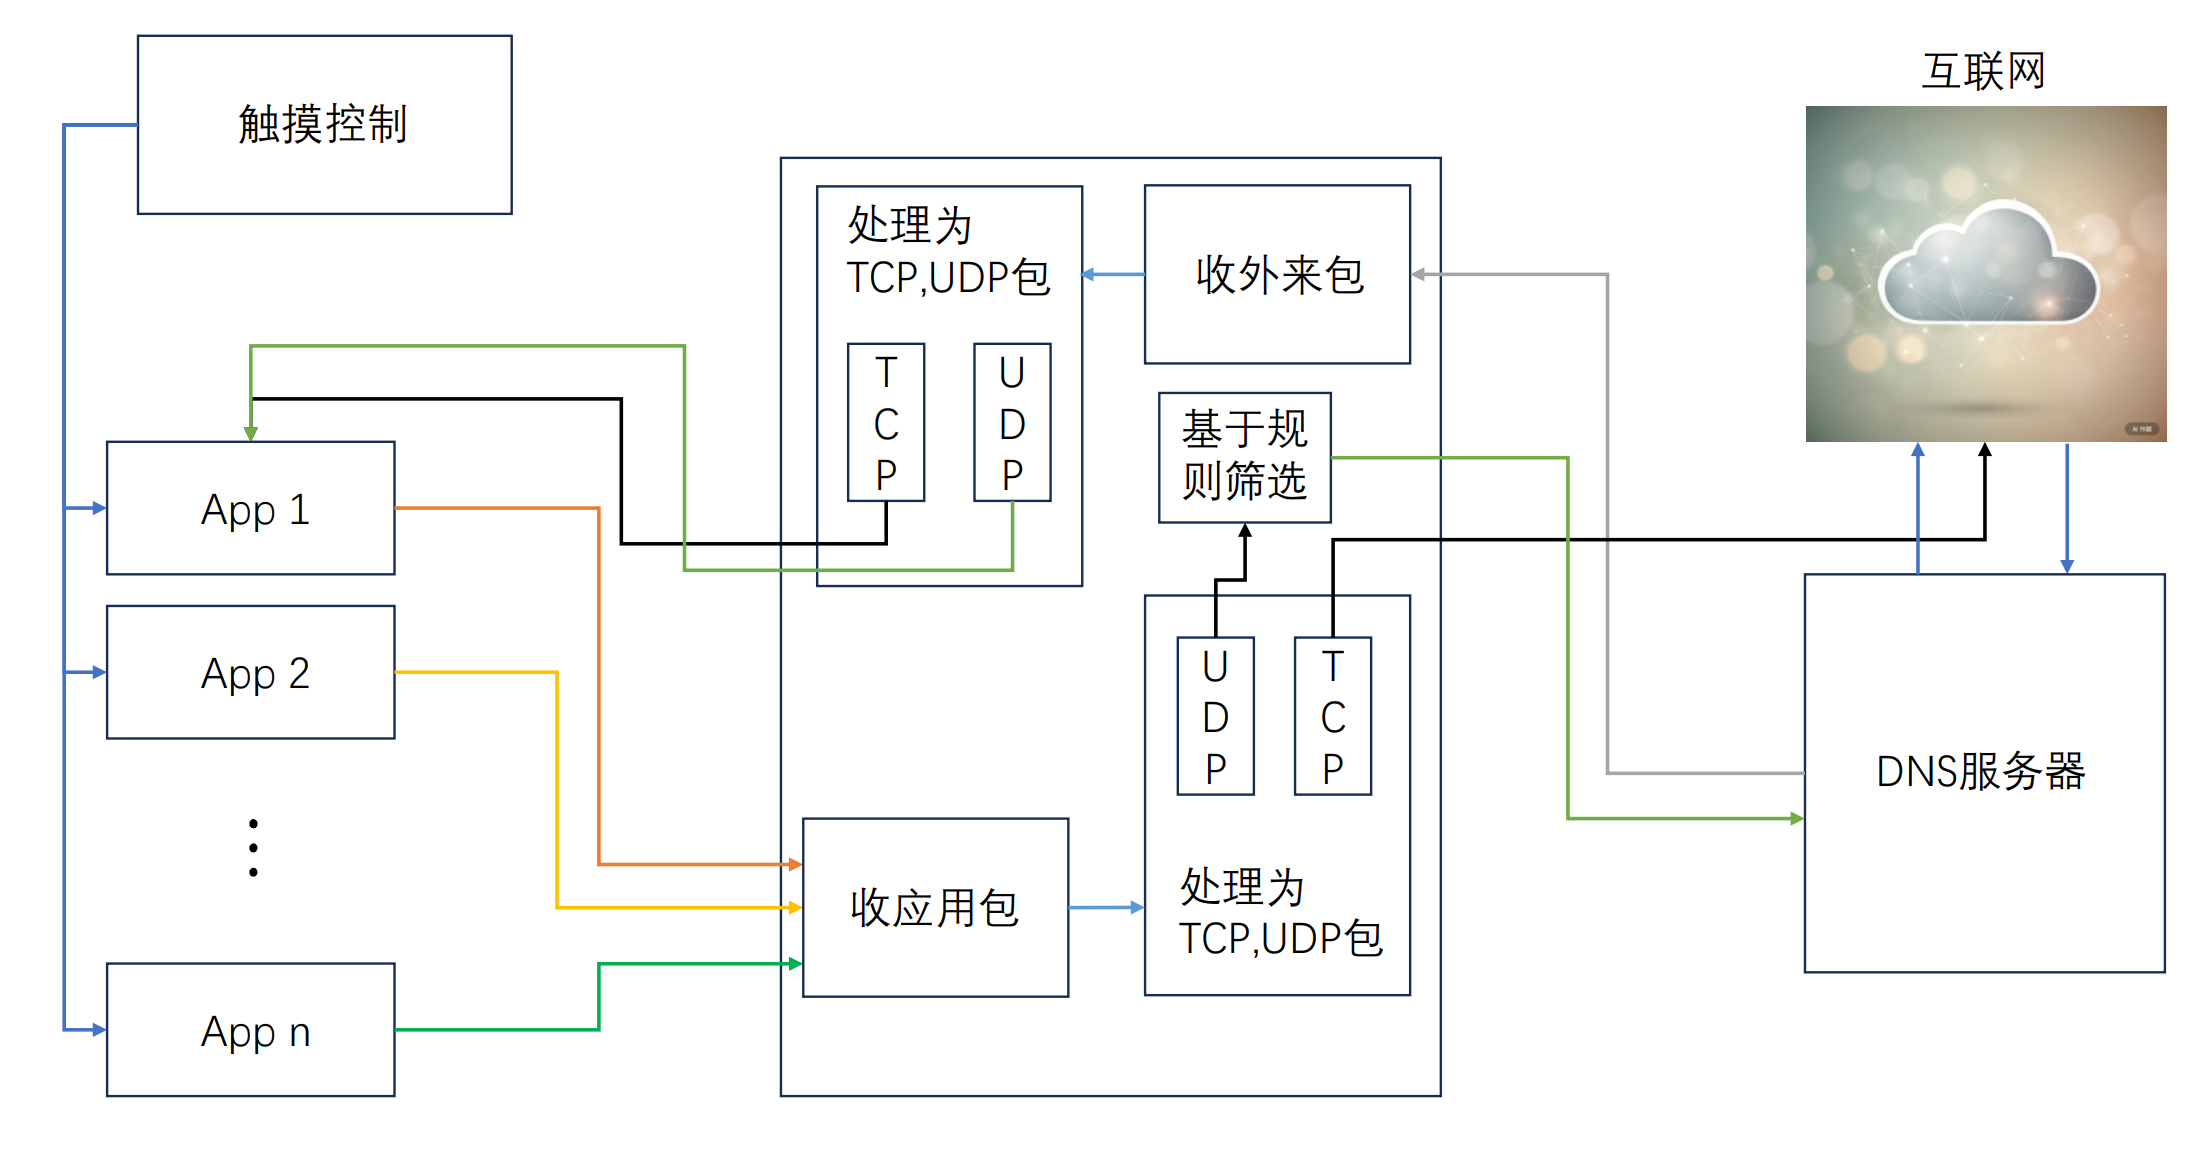 触摸控制
App 1
App 2
App n
处理为
TCP,UDP包
T
C
P
U
D
P
收外来包
基于规
则筛选
收应用包
U
D
P
T
C
P
处理为
TCP,UDP包
互联网
DNS服务器